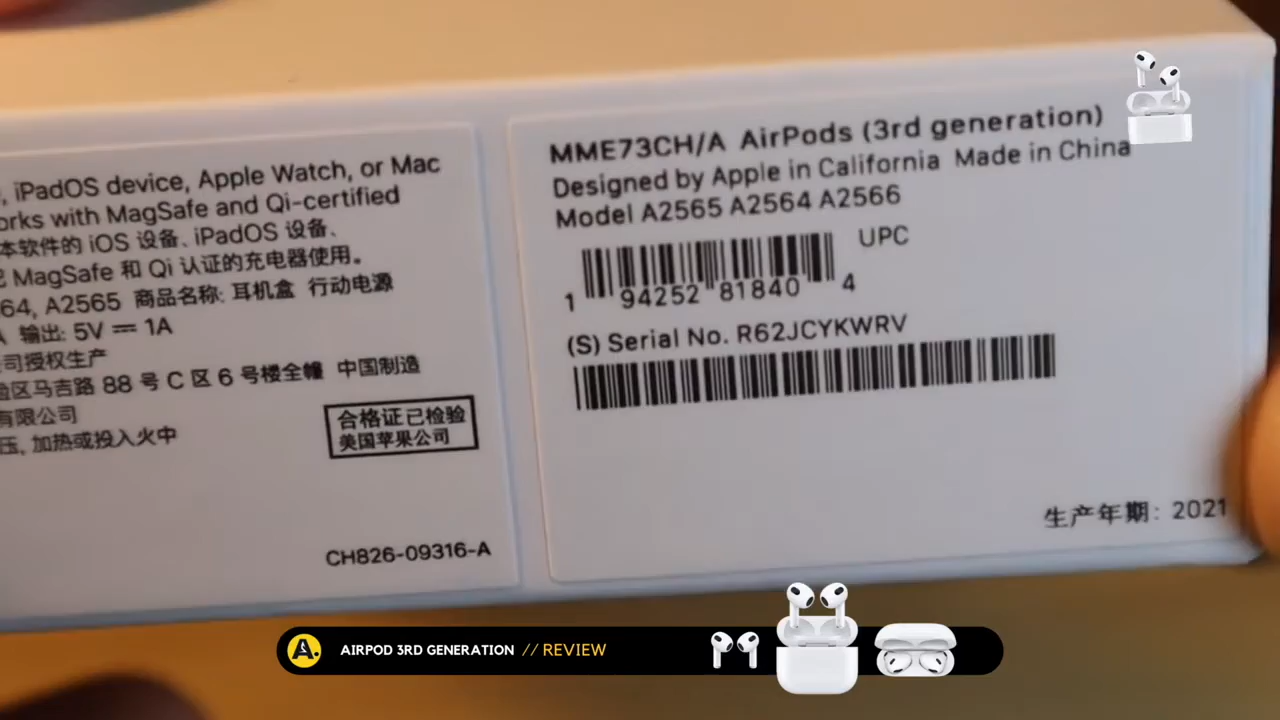 , iPadOS device, Apple Watch, or Mac
orks with MagSafe and Qi-certified
本软件的 iOS 设备、iPadOS 设备、
MagSafe 和 Qi 认证的充电器使用。
64, A2565 商品名称: 耳机盒 行动电源
A 输出: 5V ⎓ 1A
司授权生产
验区马吉路 88 号 C 区 6 号楼全幢 中国制造
有限公司
压, 加热或投入火中
合格证已检验
美国苹果公司
CH826-09316-A
MME73CH/A AirPods (3rd generation)
Designed by Apple in California Made in China
Model A2565 A2564 A2566
UPC
1 94252 81840 4
(S) Serial No. R62JCYKWRV
生产年期: 2021
A.
AIRPOD 3RD GENERATION // REVIEW